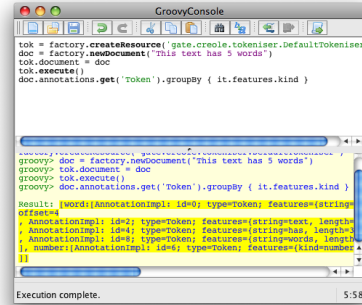 GroovyConsole
tok = factory.createResource('gate.creole.tokeniser.DefaultTokeniser
doc = factory.newDocument("This text has 5 words")
tok.document = doc
tok.execute()
doc.annotations.get('Token').groupBy { it.features.kind }
groovy> doc = factory.newDocument("This text has 5 words")
groovy> tok.document = doc
groovy> tok.execute()
groovy> doc.annotations.get('Token').groupBy { it.features.kind }
Result: [word:[AnnotationImpl: id=0; type=Token; features={string=
offset=4
, AnnotationImpl: id=2; type=Token; features={string=text, length=
, AnnotationImpl: id=4; type=Token; features={string=has, length=3
, AnnotationImpl: id=8; type=Token; features={string=words, length
], number:[AnnotationImpl: id=6; type=Token; features={string=numbe
]]
Execution complete.
5:58